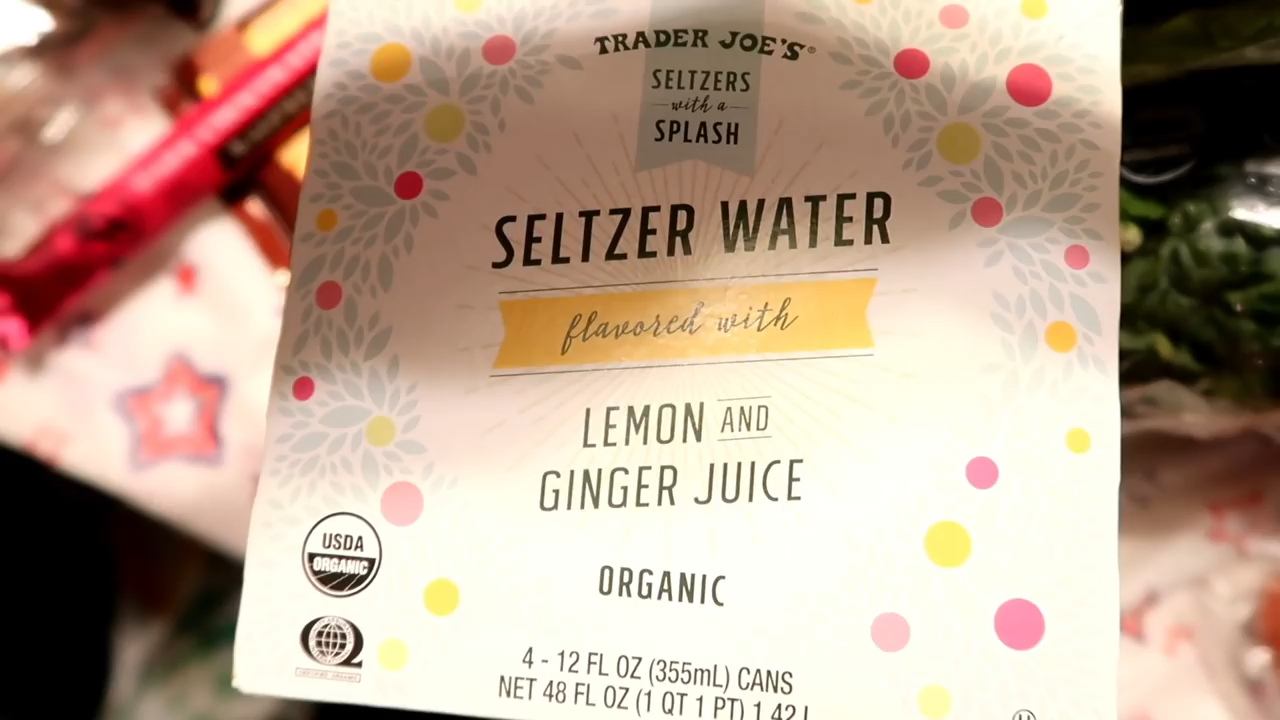 TRADER JOE'S®
SELTZERS
with a
SPLASH
SELTZER WATER
flavored with
LEMON AND
GINGER JUICE
USDA
ORGANIC
ORGANIC
4 - 12 FL OZ (355mL) CANS
NET 48 FL OZ (1 QT 1 PT) 1.42 L
U